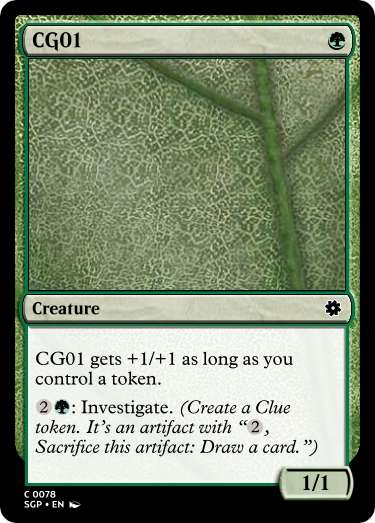 CG01
Creature
CG01 gets +1/+1 as long as you
control a token.
2: Investigate. (Create a Clue
token. It's an artifact with “2,
Sacrifice this artifact: Draw a card.”)
1/1
C 0078
SGP • EN